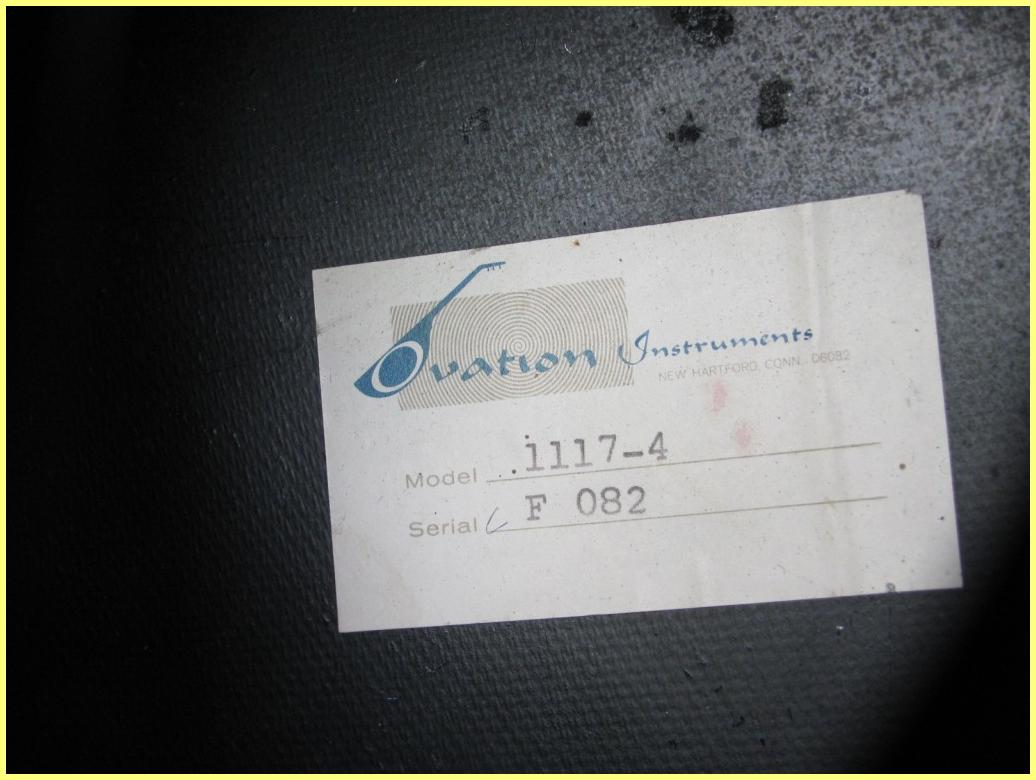 Ovation Instruments
NEW HARTFORD, CONN. 06082
Model 1117-4
Serial F 082